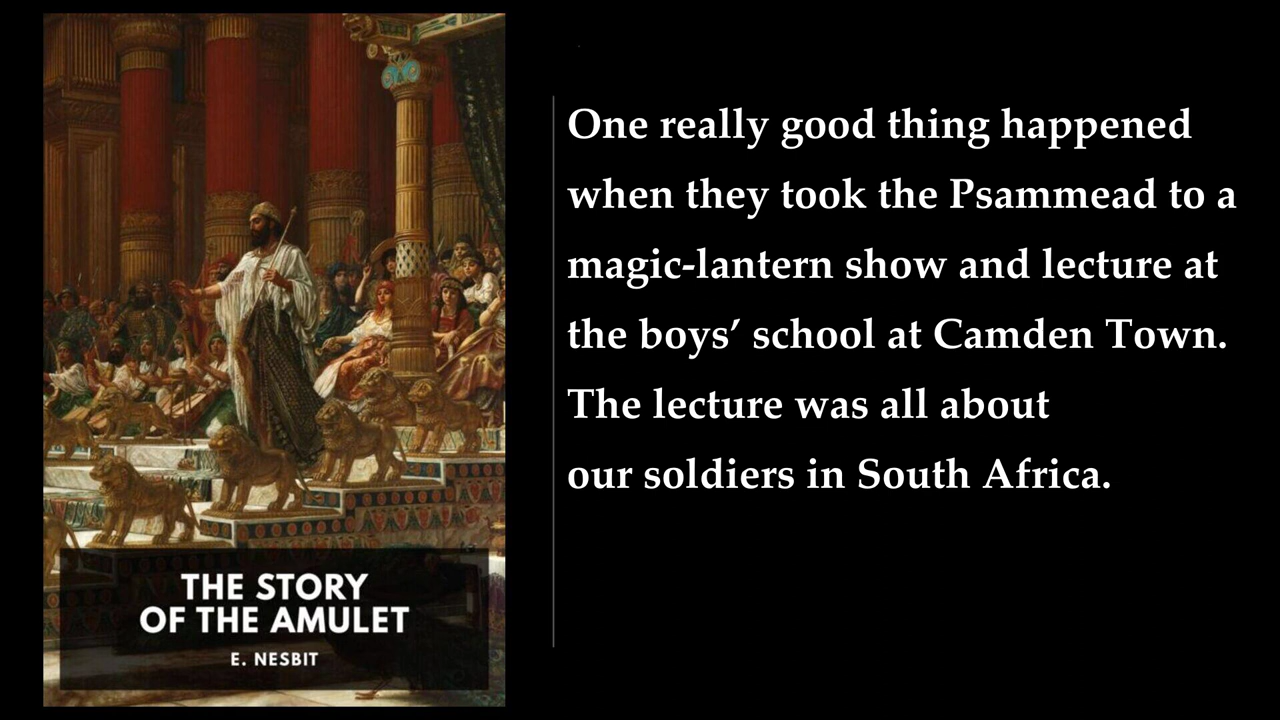 THE STORY
OF THE AMULET
E. NESBIT
One really good thing happened
when they took the Psammead to a
magic-lantern show and lecture at
the boys’ school at Camden Town.
The lecture was all about
our soldiers in South Africa.